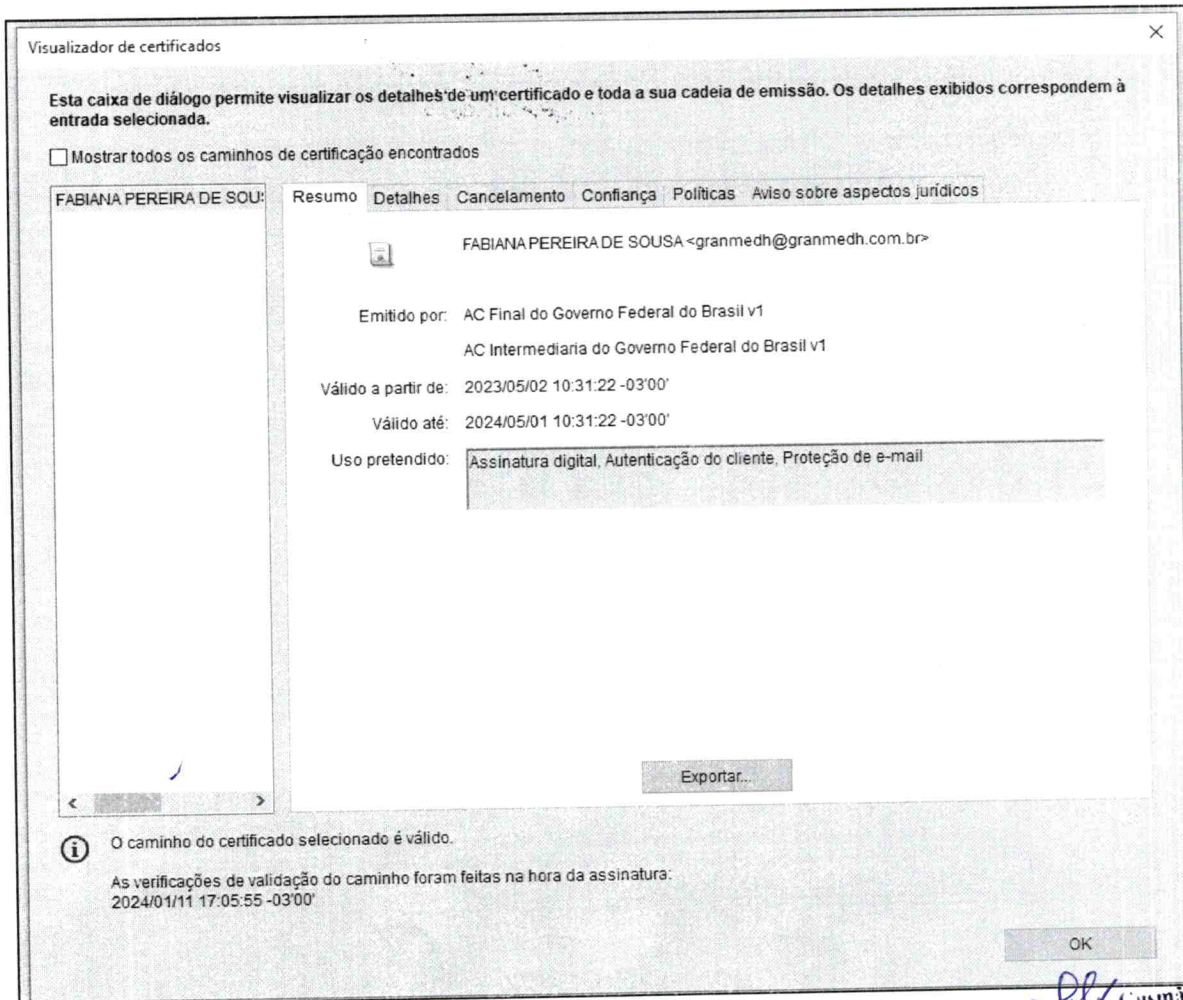 Visualizador de certificados
Esta caixa de diálogo permite visualizar os detalhes de um certificado e toda a sua cadeia de emissão. Os detalhes exibidos correspondem à
entrada selecionada.
Mostrar todos os caminhos de certificação encontrados
FABIANA PEREIRA DE SOU
Resumo Detalhes Cancelamento Confiança Políticas Aviso sobre aspectos jurídicos
FABIANA PEREIRA DE SOUSA <granmedh@granmedh.com.br>
Emitido por: AC Final do Governo Federal do Brasil v1
AC Intermediaria do Governo Federal do Brasil v1
Válido a partir de: 2023/05/02 10:31:22 -03'00'
Válido até: 2024/05/01 10:31:22 -03'00'
Uso pretendido: Assinatura digital, Autenticação do cliente, Proteção de e-mail
Exportar...
O caminho do certificado selecionado é válido.
As verificações de validação do caminho foram feitas na hora da assinatura:
2024/01/11 17:05:55 -03'00'
OK